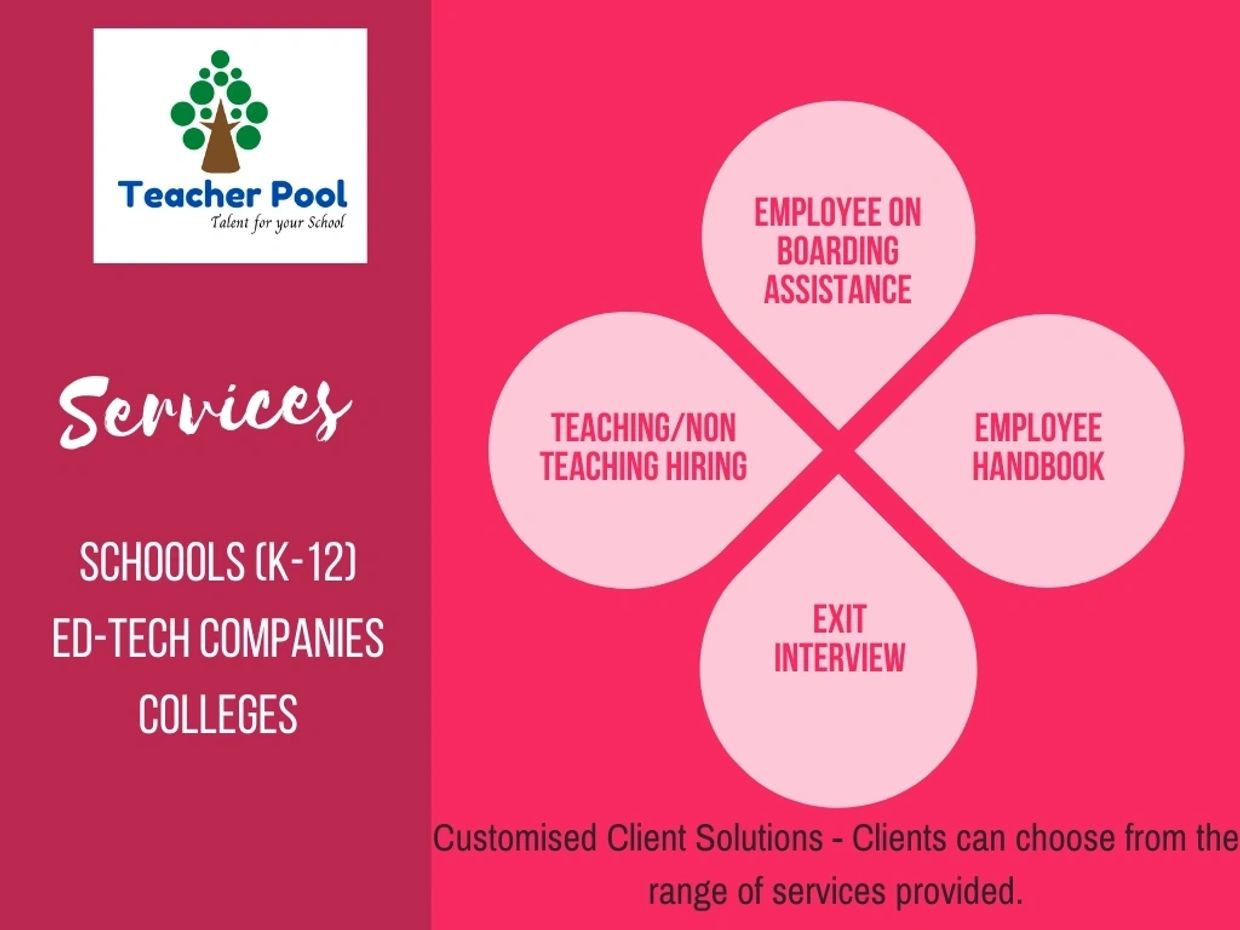 Teacher Pool
Talent for your School
Services
SCHOOOLS (K-12)
ED-TECH COMPANIES
COLLEGES
EMPLOYEE ON
BOARDING
ASSISTANCE
TEACHING/NON
TEACHING HIRING
EMPLOYEE
HANDBOOK
EXIT
INTERVIEW
Customised Client Solutions - Clients can choose from the
range of services provided.